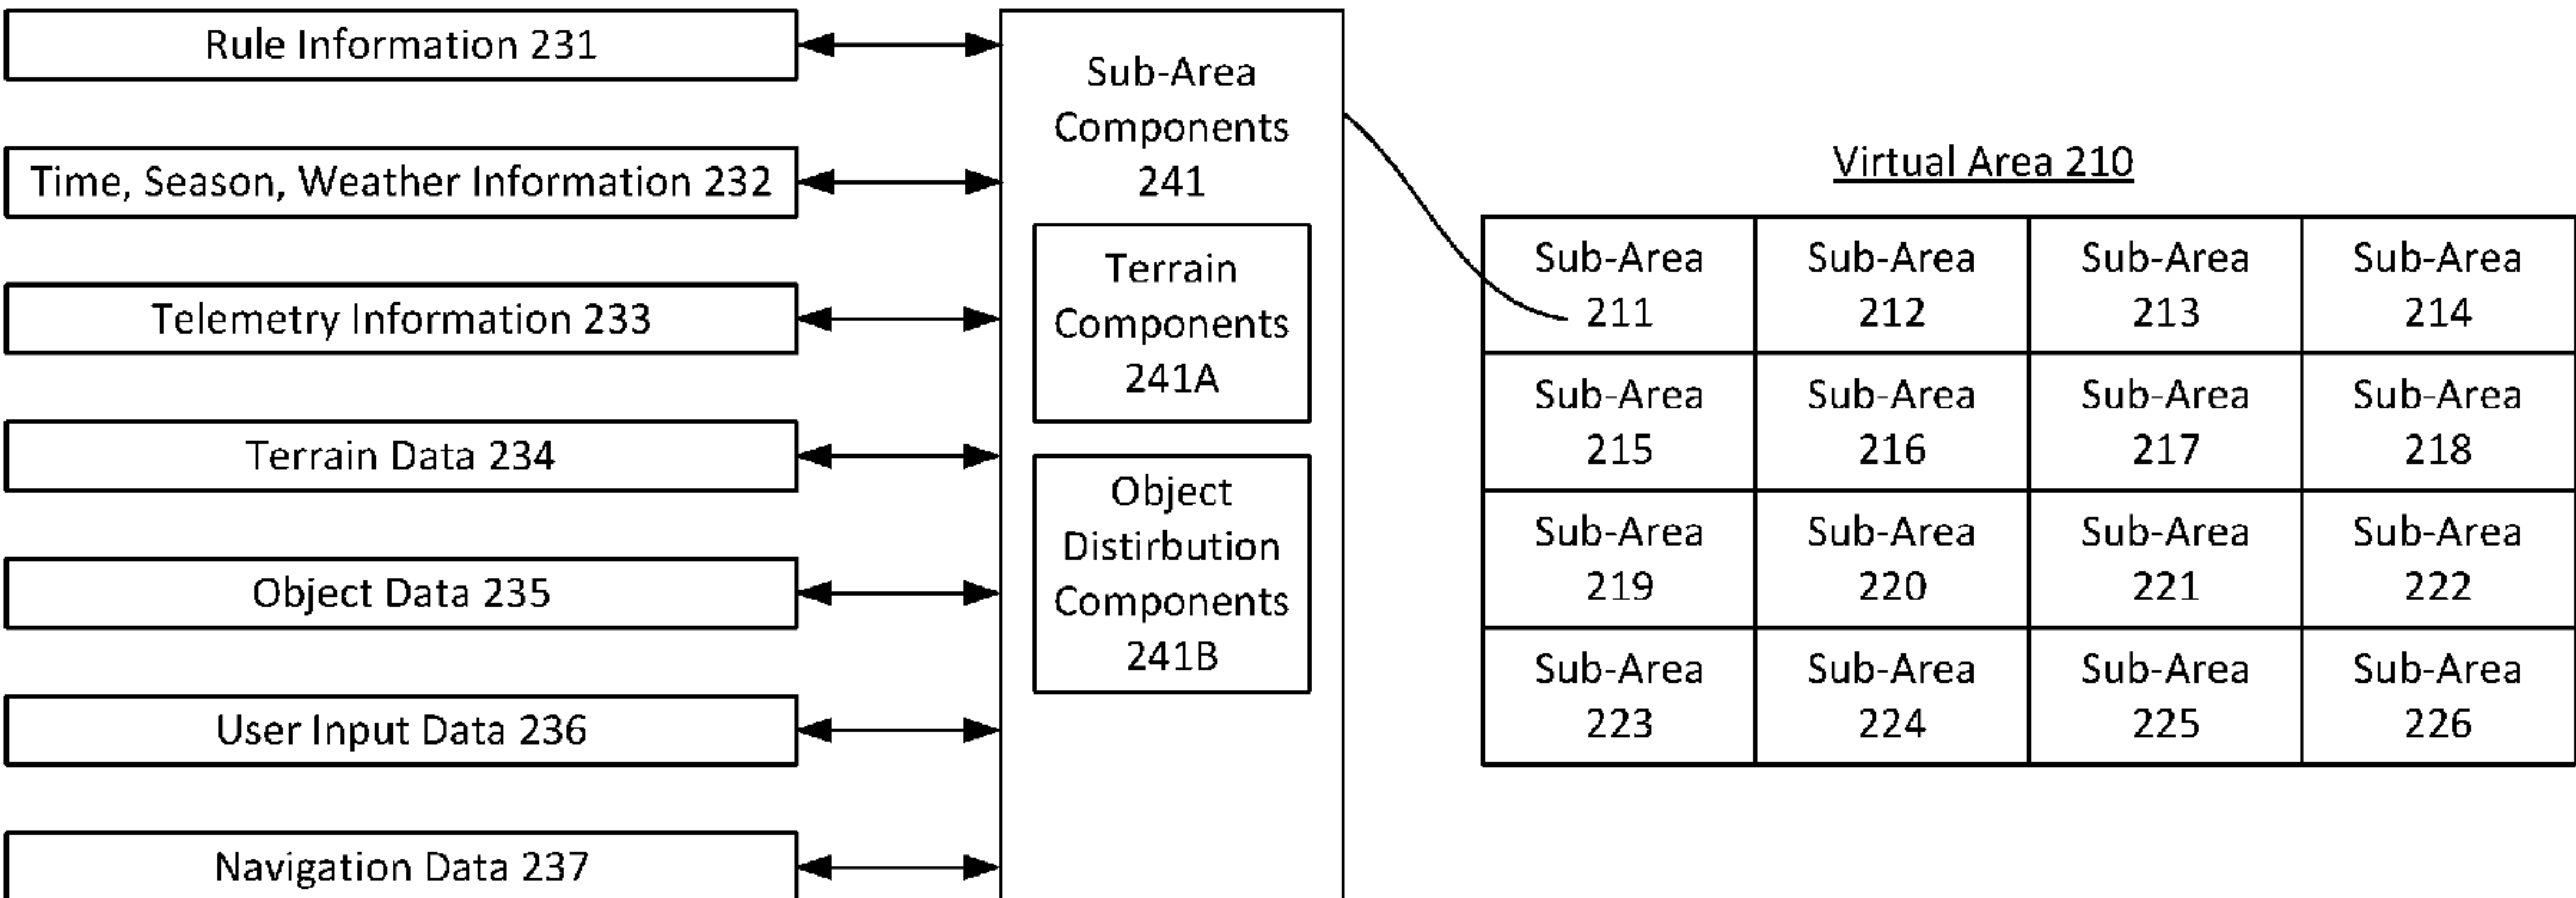 Rule Information 231
Time, Season, Weather Information 232
Telemetry Information 233
Terrain Data 234
Object Data 235
User Input Data 236
Navigation Data 237
Sub-Area
Components
241
Terrain
Components
241A
Object
Distirbution
Components
241B
Virtual Area 210
Sub-Area
211
Sub-Area
212
Sub-Area
213
Sub-Area
214
Sub-Area
215
Sub-Area
216
Sub-Area
217
Sub-Area
218
Sub-Area
219
Sub-Area
220
Sub-Area
221
Sub-Area
222
Sub-Area
223
Sub-Area
224
Sub-Area
225
Sub-Area
226